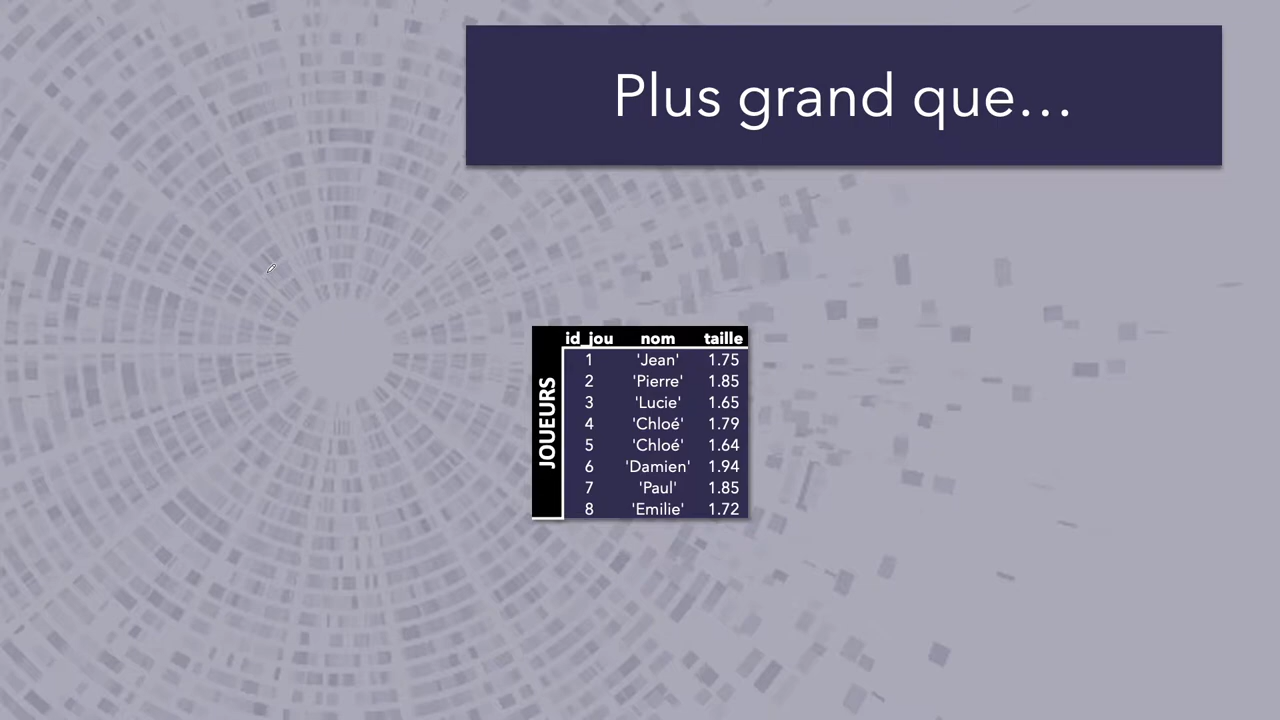 Plus grand que...
JOUEURS
id_jou nom taille
1 'Jean' 1.75
2 'Pierre' 1.85
3 'Lucie' 1.65
4 'Chloé' 1.79
5 'Chloé' 1.64
6 'Damien' 1.94
7 'Paul' 1.85
8 'Emilie' 1.72